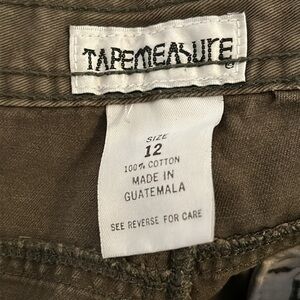 TAPEMEASURE
SIZE
12
100% COTTON
MADE IN
GUATEMALA
SEE REVERSE FOR CARE